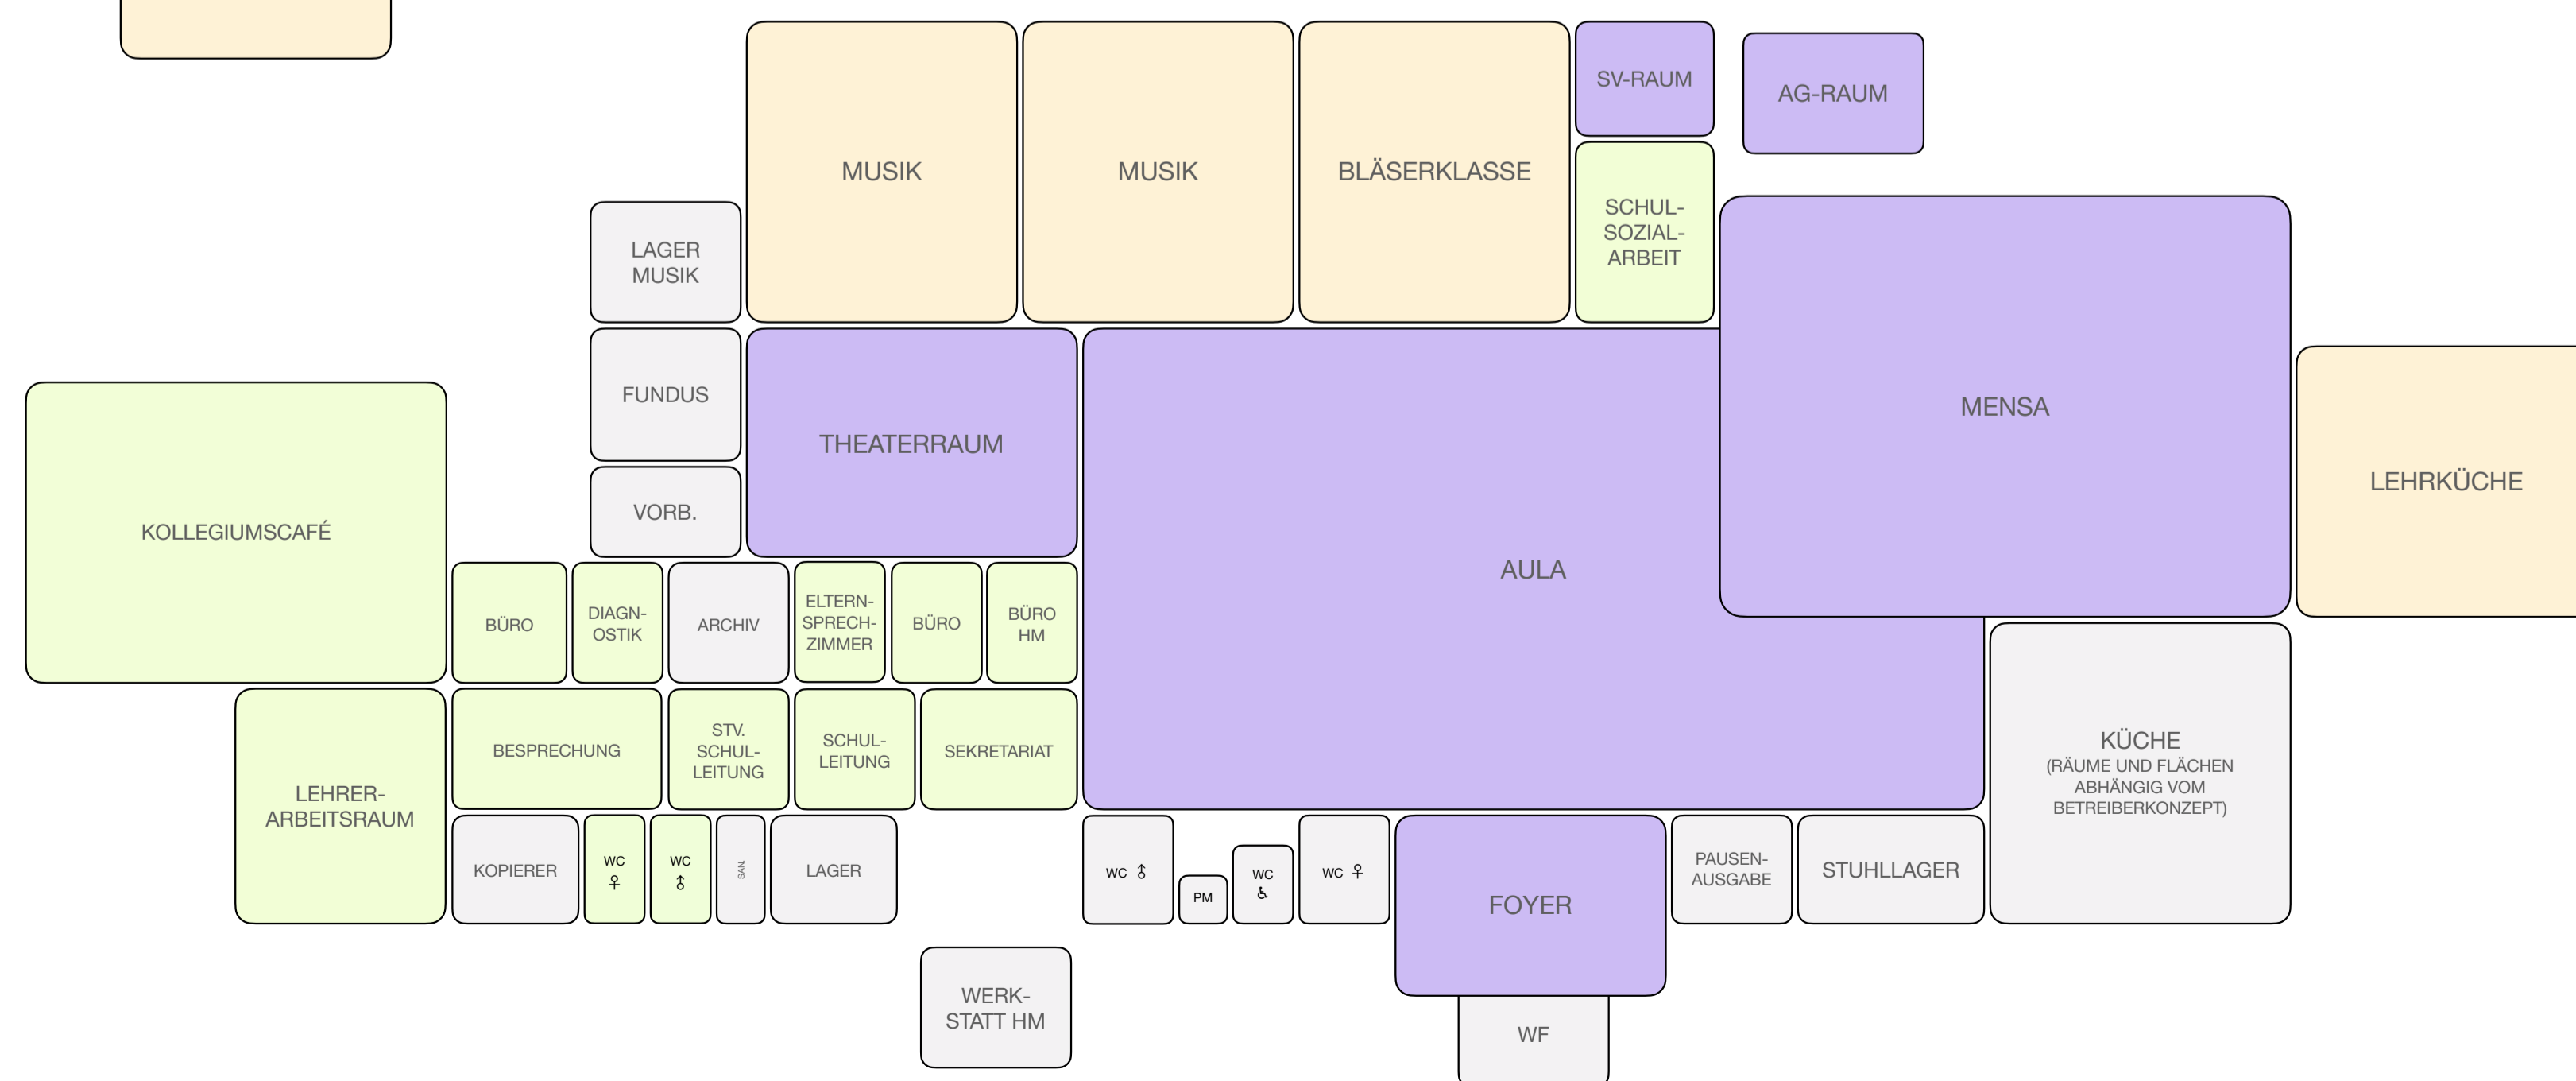 SV-RAUM
AG-RAUM
MUSIK
MUSIK
BLÄSERKLASSE
SCHUL-
SOZIAL-
ARBEIT
LAGER
MUSIK
FUNDUS
THEATERRAUM
MENSA
LEHRKÜCHE
VORB.
KOLLEGIUMSCAFÉ
AULA
BÜRO
DIAGN-
OSTIK
ARCHIV
ELTERN-
SPRECH-
ZIMMER
BÜRO
BÜRO
HM
BESPRECHUNG
STV.
SCHUL-
LEITUNG
SCHUL-
LEITUNG
SEKRETARIAT
KÜCHE
(RÄUME UND FLÄCHEN
ABHÄNGIG VOM
BETREIBERKONZEPT)
LEHRER-
ARBEITSRAUM
KOPIERER
WC
WC
SAN.
LAGER
WC
PM
WC
WC
FOYER
PAUSEN-
AUSGABE
STUHLLAGER
WERK-
STATT HM
WF